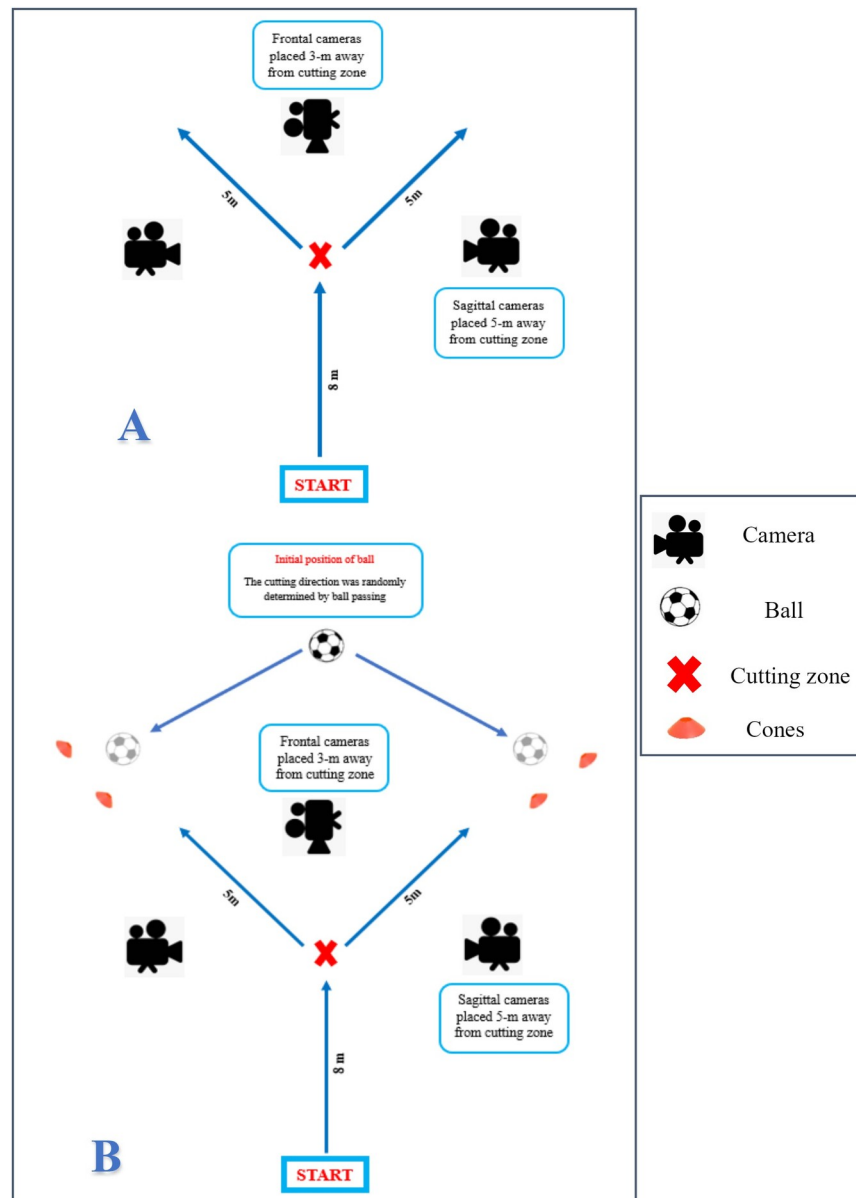 Frontal cameras
placed 3-m away
from cutting zone
5m
5m
Sagittal cameras
placed 5-m away
from cutting zone
8 m
A
START
Initial position of ball
The cutting direction was randomly
determined by ball passing
Frontal cameras
placed 3-m away
from cutting zone
5m
5m
Sagittal cameras
placed 5-m away
from cutting zone
8 m
B
START
Camera
Ball
Cutting zone
Cones